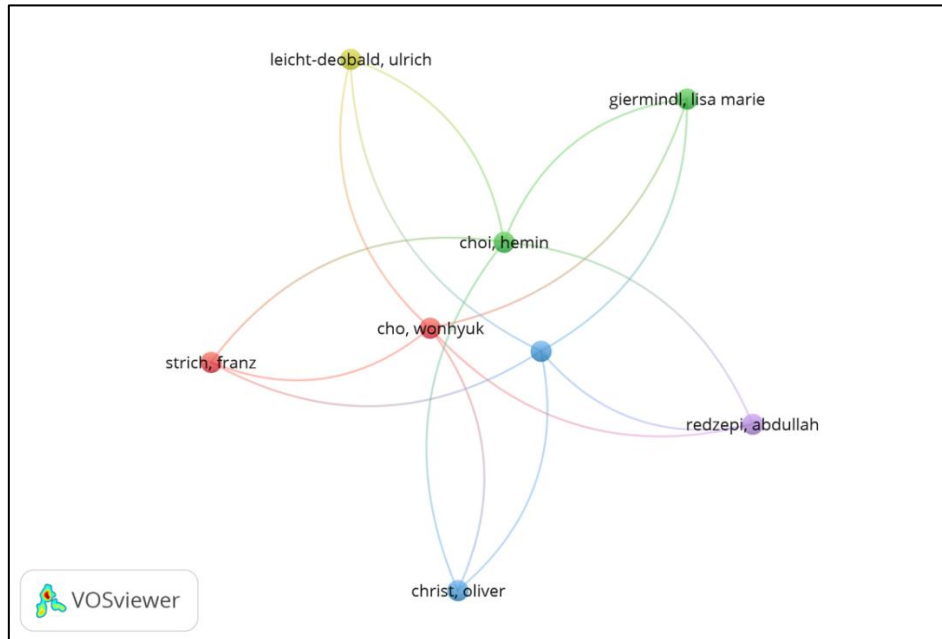 leicht-deobald, ulrich
giermindl, lisa marie
choi, hemin
cho, wonhyuk
strich, franz
redzepi, abdullah
christ, oliver
VOSviewer